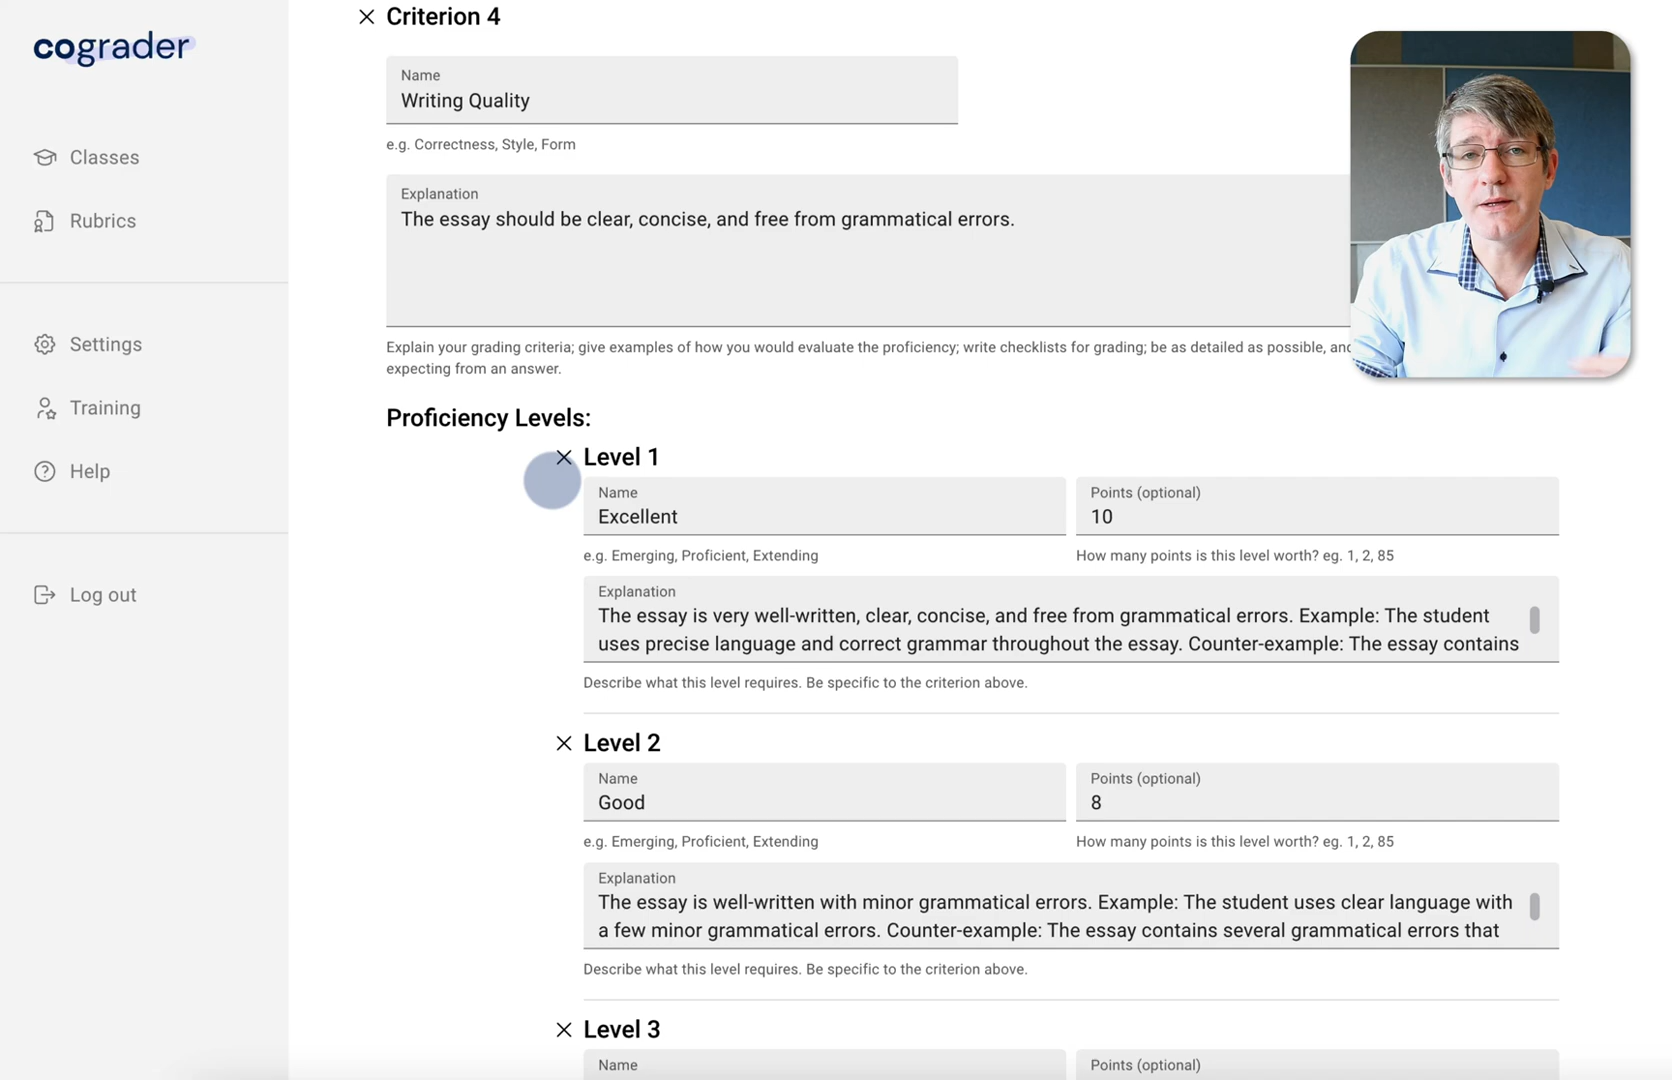 cograder
Classes
Rubrics
Settings
Training
Help
Log out
Criterion 4
Name
Writing Quality
e.g. Correctness, Style, Form
Explanation
The essay should be clear, concise, and free from grammatical errors.
Explain your grading criteria; give examples of how you would evaluate the proficiency; write checklists for grading; be as detailed as possible, and
expecting from an answer.
Proficiency Levels:
Level 1
Name
Excellent
Points (optional)
10
e.g. Emerging, Proficient, Extending
How many points is this level worth? eg. 1, 2, 85
Explanation
The essay is very well-written, clear, concise, and free from grammatical errors. Example: The student
uses precise language and correct grammar throughout the essay. Counter-example: The essay contains
Describe what this level requires. Be specific to the criterion above.
Level 2
Name
Good
Points (optional)
8
e.g. Emerging, Proficient, Extending
How many points is this level worth? eg. 1, 2, 85
Explanation
The essay is well-written with minor grammatical errors. Example: The student uses clear language with
a few minor grammatical errors. Counter-example: The essay contains several grammatical errors that
Describe what this level requires. Be specific to the criterion above.
Level 3
Name
Points (optional)